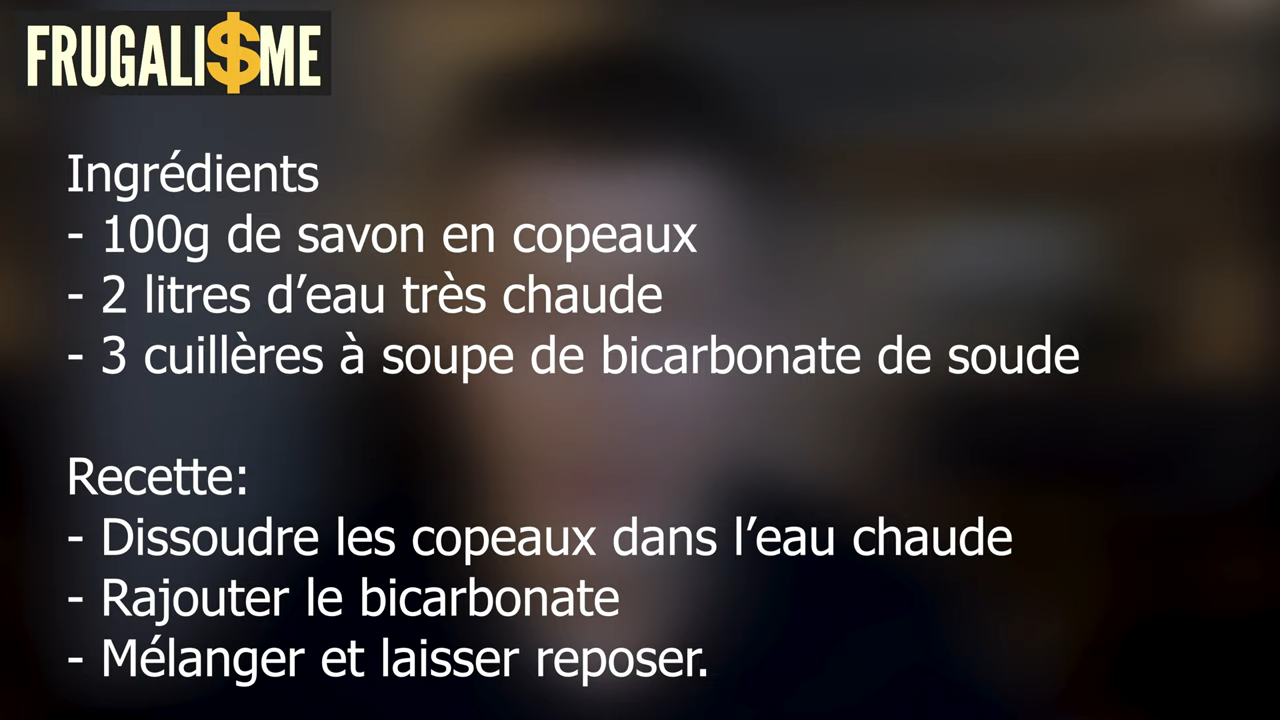 FRUGALI$ME
Ingrédients
- 100g de savon en copeaux
- 2 litres d’eau très chaude
- 3 cuillères à soupe de bicarbonate de soude
Recette:
- Dissoudre les copeaux dans l’eau chaude
- Rajouter le bicarbonate
- Mélanger et laisser reposer.